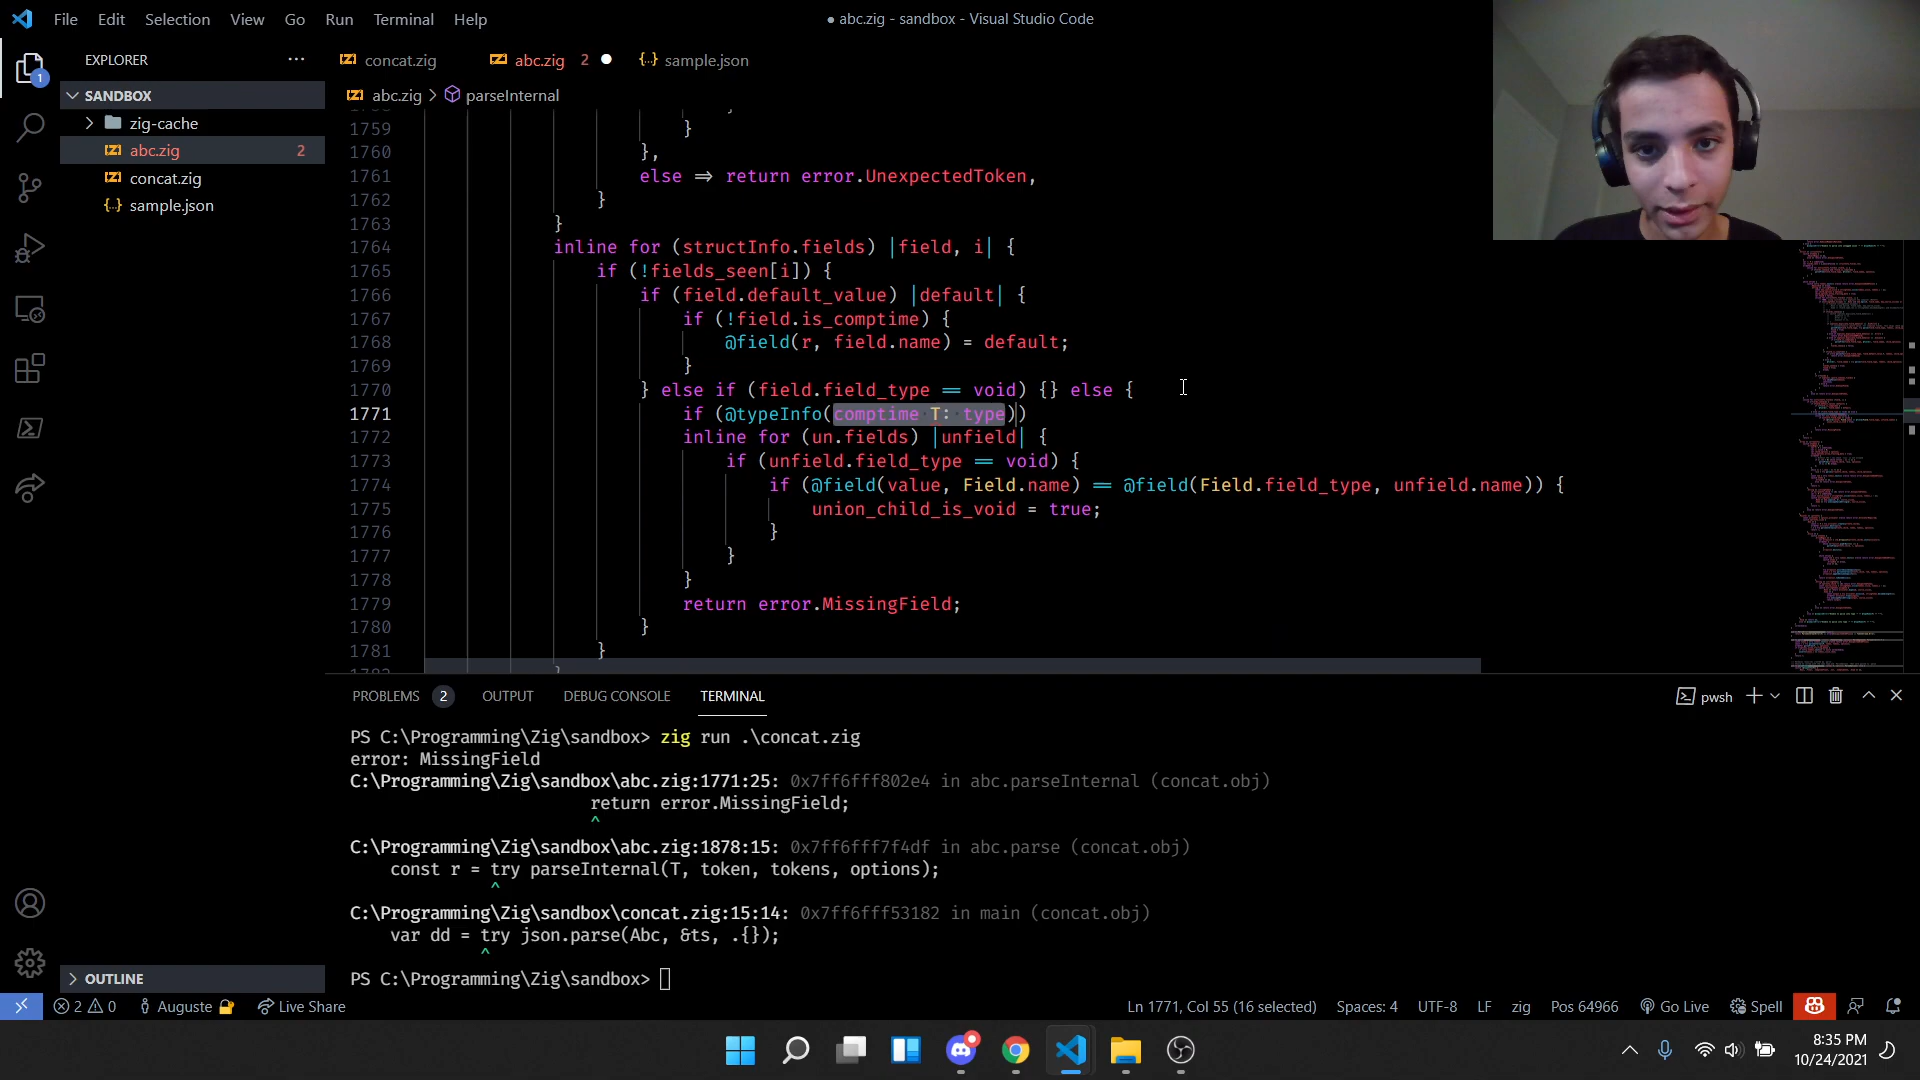 File Edit Selection View Go Run Terminal Help
● abc.zig - sandbox - Visual Studio Code
EXPLORER
SANDBOX
zig-cache
abc.zig 2
concat.zig
sample.json
OUTLINE
1
concat.zig abc.zig 2 sample.json
abc.zig > parseInternal
1759 }
1760 },
1761 else ⇒ return error.UnexpectedToken,
1762 }
1763 }
1764 inline for (structInfo.fields) |field, i| {
1765 if (!fields_seen[i]) {
1766 if (field.default_value) |default| {
1767 if (!field.is_comptime) {
1768 @field(r, field.name) = default;
1769 }
1770 } else if (field.field_type == void) {} else {
1771 if (@typeInfo(comptime T: type))
1772 inline for (un.fields) |unfield| {
1773 if (unfield.field_type == void) {
1774 if (@field(value, Field.name) == @field(Field.field_type, unfield.name)) {
1775 union_child_is_void = true;
1776 }
1777 }
1778 }
1779 return error.MissingField;
1780 }
1781 }
PROBLEMS 2 OUTPUT DEBUG CONSOLE TERMINAL
pwsh
PS C:\Programming\Zig\sandbox> zig run .\concat.zig
error: MissingField
C:\Programming\Zig\sandbox\abc.zig:1771:25: 0x7ff6fff802e4 in abc.parseInternal (concat.obj)
return error.MissingField;
^
C:\Programming\Zig\sandbox\abc.zig:1878:15: 0x7ff6fff7f4df in abc.parse (concat.obj)
const r = try parseInternal(T, token, tokens, options);
^
C:\Programming\Zig\sandbox\concat.zig:15:14: 0x7ff6fff53182 in main (concat.obj)
var dd = try json.parse(Abc, &ts, .{});
^
PS C:\Programming\Zig\sandbox>
2 0 Auguste 🔒 Live Share
Ln 1771, Col 55 (16 selected) Spaces: 4 UTF-8 LF zig Pos 64966 Go Live Spell
8:35 PM
10/24/2021